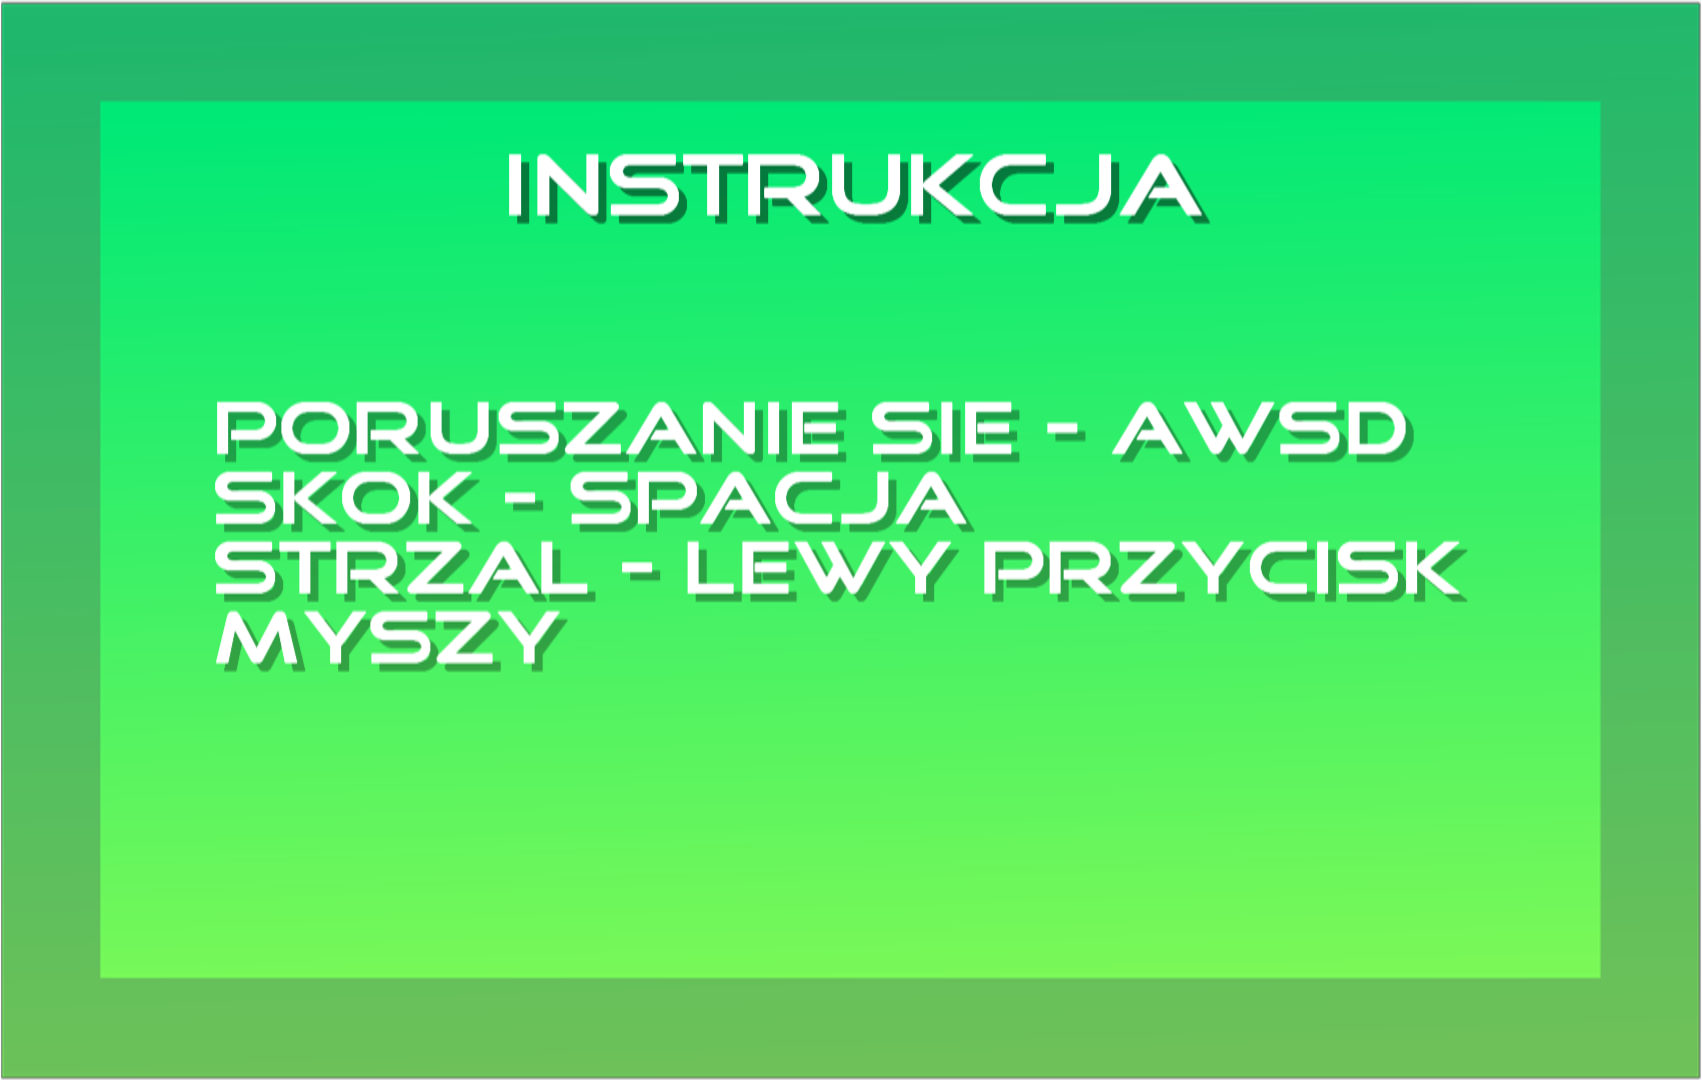 INSTRUKCJA
PORUSZANIE SIE - AWSD
SKOK - SPACJA
STRZAL - LEWY PRZYCISK
MYSZY